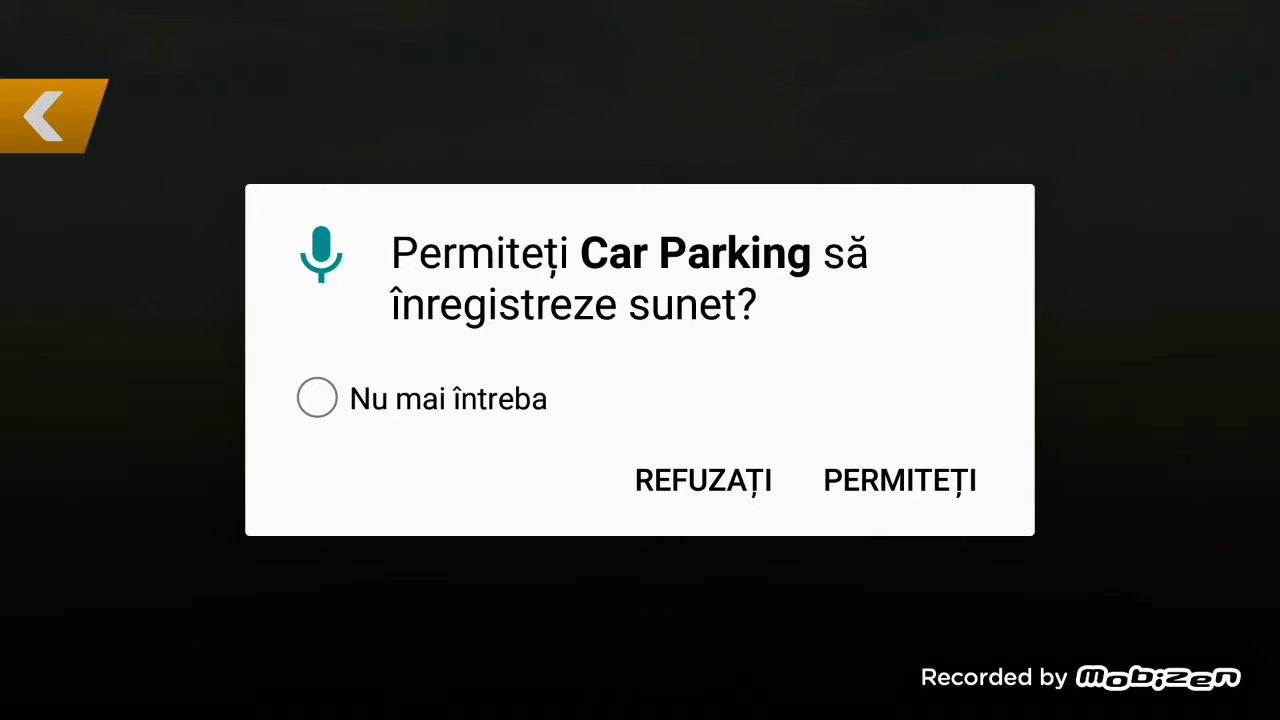 Permiteți Car Parking să
înregistreze sunet?
Nu mai întreba
REFUZAȚI PERMITEȚI
Recorded by mobizen